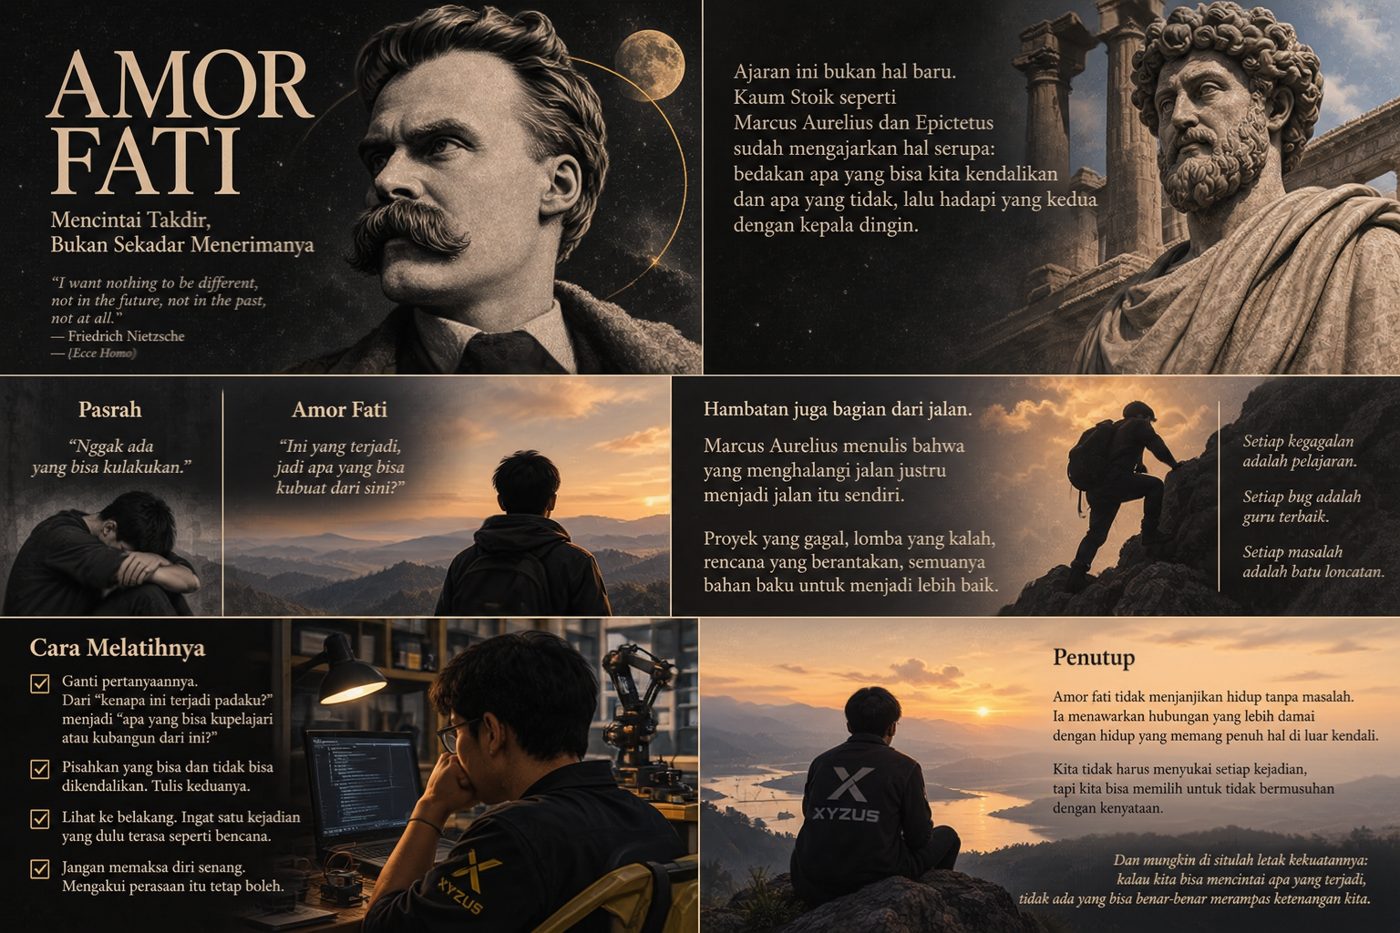 AMOR
FATI
Mencintai Takdir,
Bukan Sekadar Menerimanya
“I want nothing to be different,
not in the future, not in the past,
not at all.”
— Friedrich Nietzsche
— (Ecce Homo)
Ajaran ini bukan hal baru.
Kaum Stoik seperti
Marcus Aurelius dan Epictetus
sudah mengajarkan hal serupa:
bedakan apa yang bisa kita kendalikan
dan apa yang tidak, lalu hadapi yang kedua
dengan kepala dingin.
Pasrah
“Nggak ada
yang bisa kulakukan.”
Amor Fati
“Ini yang terjadi,
jadi apa yang bisa
kubuat dari sini?”
Hambatan juga bagian dari jalan.
Marcus Aurelius menulis bahwa
yang menghalangi jalan justru
menjadi jalan itu sendiri.
Proyek yang gagal, lomba yang kalah,
rencana yang berantakan, semuanya
bahan baku untuk menjadi lebih baik.
Setiap kegagalan
adalah pelajaran.
Setiap bug adalah
guru terbaik.
Setiap masalah
adalah batu loncatan.
Cara Melatihnya
Ganti pertanyaannya.
Dari “kenapa ini terjadi padaku?”
menjadi “apa yang bisa kupelajari
atau kubangun dari ini?”
Pisahkan yang bisa dan tidak bisa
dikendalikan. Tulis keduanya.
Lihat ke belakang. Ingat satu kejadian
yang dulu terasa seperti bencana.
Jangan memaksa diri senang.
Mengakui perasaan itu tetap boleh.
X
XYZUS
Penutup
Amor fati tidak menjanjikan hidup tanpa masalah.
Ia menawarkan hubungan yang lebih damai
dengan hidup yang memang penuh hal di luar kendali.
Kita tidak harus menyukai setiap kejadian,
tapi kita bisa memilih untuk tidak bermusuhan
dengan kenyataan.
Dan mungkin di situlah letak kekuatannya:
kalau kita bisa mencintai apa yang terjadi,
tidak ada yang bisa benar-benar merampas ketenangan kita.
X
XYZUS